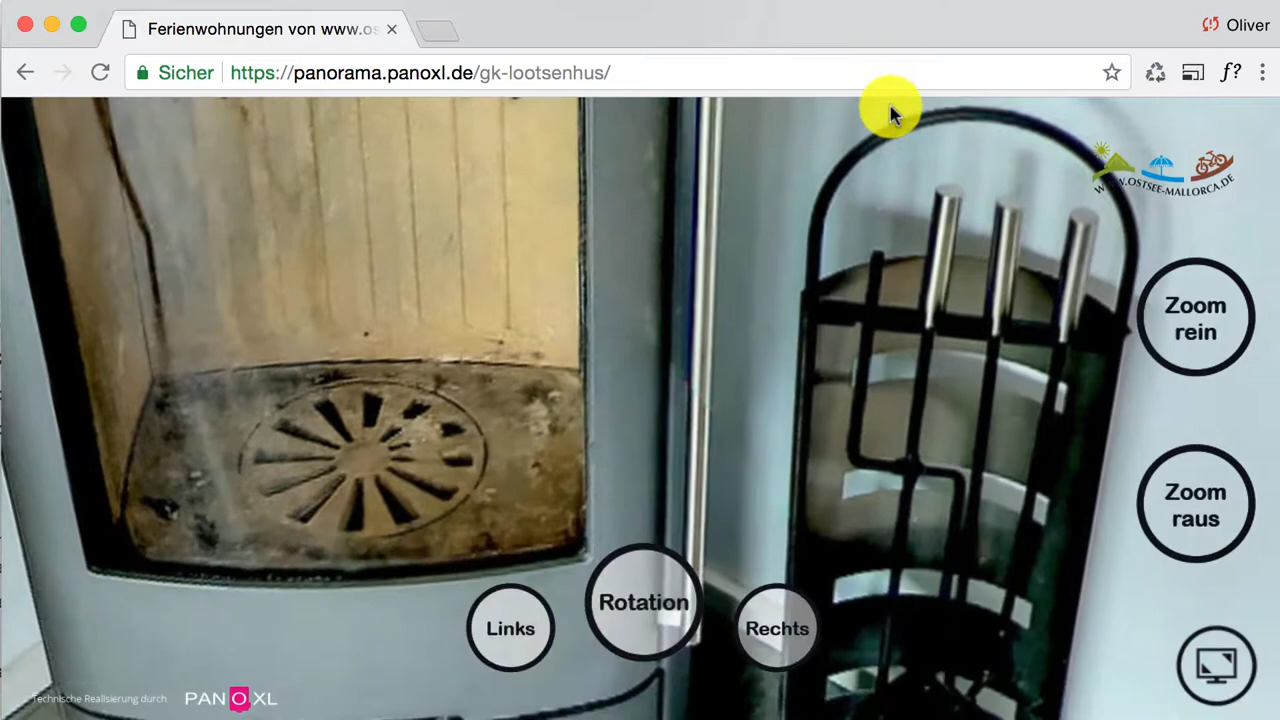 Ferienwohnungen von www.os
Oliver
Sicher
https://panorama.panoxl.de/gk-lootsenhus/
f?
WWW.OSTSEE-MALLORCA.DE
Zoom
rein
Zoom
raus
Rotation
Links
Rechts
Technische Realisierung durch
PANOXL